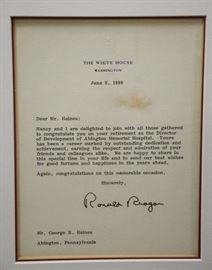 THE WHITE HOUSE
WASHINGTON
June 6, 1988
Dear Mr. Haines:
Nancy and I are delighted to join with all those gathered
to congratulate you on your retirement as the Director
of Development of Abington Memorial Hospital. Yours
has been a career marked by outstanding dedication and
achievement, earning the respect and admiration of your
friends and colleagues alike. We are happy to share in
this special time in your life and to send our best wishes
for good fortune and happiness in the years ahead.
Again, congratulations on this memorable occasion.
Sincerely,
Ronald Reagan
Mr. George R. Haines
Abington, Pennsylvania